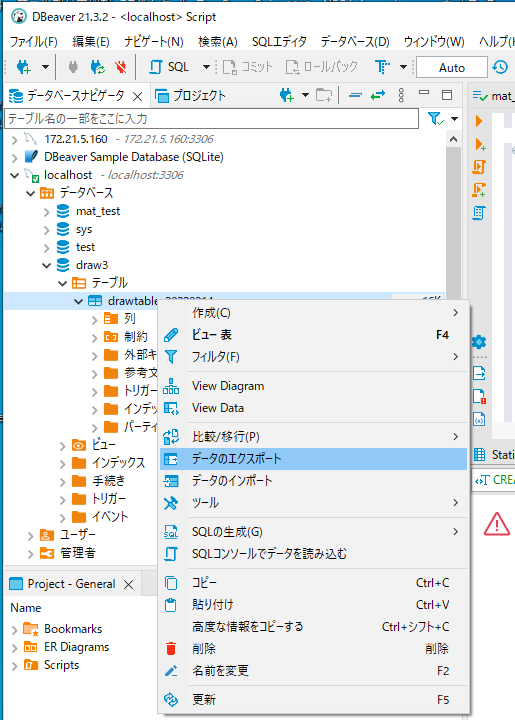 DBeaver 21.3.2 - <localhost> Script
ファイル(F) 編集(E) ナビゲート(N) 検索(A) SQLエディタ データベース(D) ウィンドウ(W) ヘルプ(
SQL コミット ロールバック Auto
データベースナビゲータ プロジェクト
mat_
テーブル名の一部をここに入力
172.21.5.160 - 172.21.5.160:3306
DBeaver Sample Database (SQLite)
localhost - localhost:3306
データベース
mat_test
sys
test
draw3
テーブル
drawtable
16K
列
制約
外部キ
参考文
トリガー
インデッ
パーティ
ビュー
インデックス
手続き
トリガー
イベント
ユーザー
管理者
作成(C)
ビュー 表 F4
フィルタ(F)
View Diagram
View Data
比較/移行(P)
データのエクスポート
データのインポート
ツール
SQLの生成(G)
SQLコンソールでデータを読み込む
コピー Ctrl+C
貼り付け Ctrl+V
高度な情報をコピーする Ctrl+シフト+C
削除 削除
名前を変更 F2
更新 F5
Stati
CREA
Project - General
Name
Bookmarks
ER Diagrams
Scripts